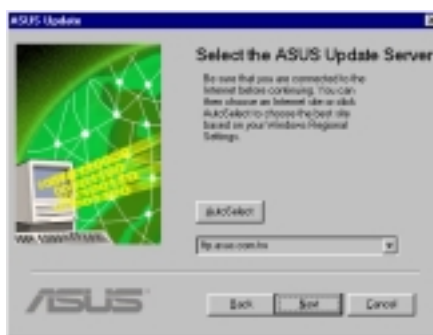 ASUS Update
Select the ASUS Update Server
Be sure that you are connected to the
Internet before continuing. You can
then choose an Internet site or click
AutoSelect to choose the best site
based on your Windows Regional
Settings.
AutoSelect
ftp.asus.com.tw
ASUS
Back
Next
Cancel